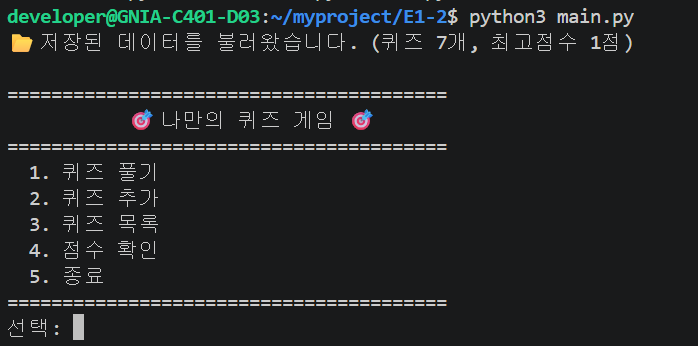 developer@GNIA-C401-D03:~/myproject/E1-2$ python3 main.py
📂 저장된 데이터를 불러왔습니다. (퀴즈 7개, 최고점수 1점)
========================================
🎯 나만의 퀴즈 게임 🎯
========================================
1. 퀴즈 풀기
2. 퀴즈 추가
3. 퀴즈 목록
4. 점수 확인
5. 종료
========================================
선택: